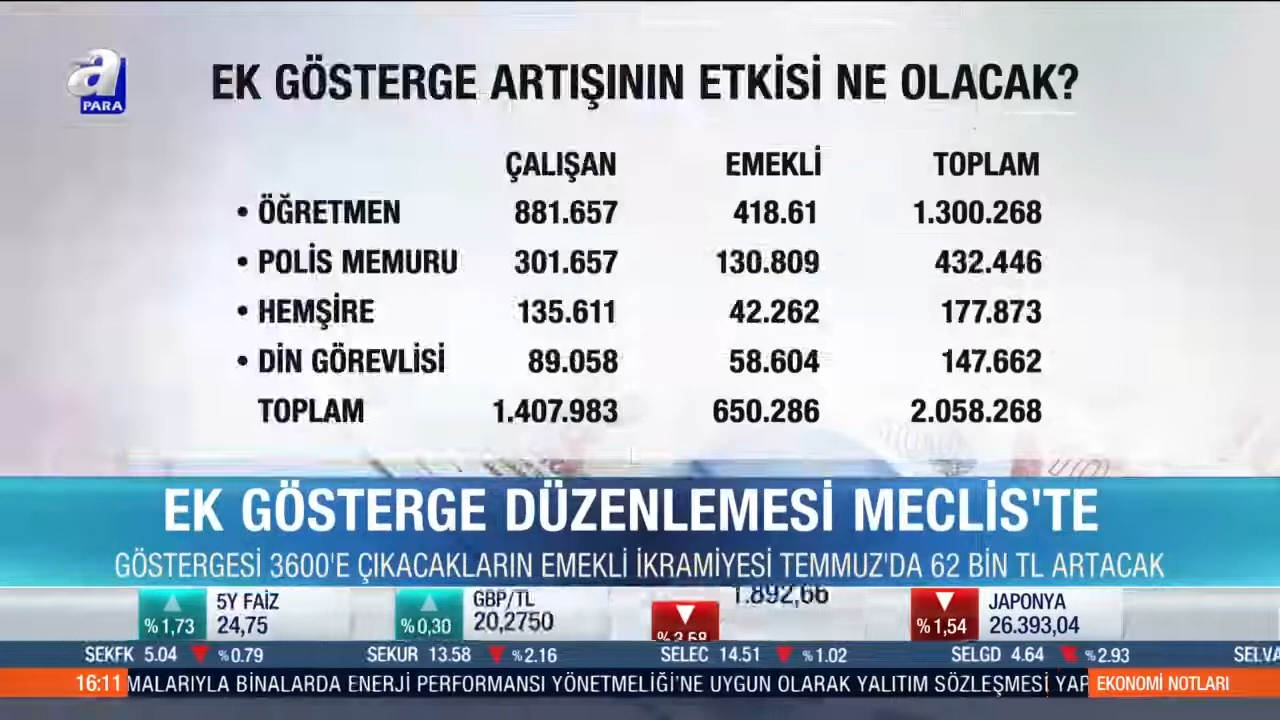 a
PARA
EK GÖSTERGE ARTIŞININ ETKİSİ NE OLACAK?
ÇALIŞAN EMEKLİ TOPLAM
• ÖĞRETMEN 881.657 418.61 1.300.268
• POLİS MEMURU 301.657 130.809 432.446
• HEMŞİRE 135.611 42.262 177.873
• DİN GÖREVLİSİ 89.058 58.604 147.662
TOPLAM 1.407.983 650.286 2.058.268
EK GÖSTERGE DÜZENLEMESİ MECLİS'TE
GÖSTERGESİ 3600'E ÇIKACAKLARIN EMEKLİ İKRAMİYESİ TEMMUZ'DA 62 BİN TL ARTACAK
%1,73 5Y FAİZ 24,75
%0,30 GBP/TL 20,2750
1.892,66
%1,54 JAPONYA 26.393,04
SEKFK 5.04 %0.79 SEKUR 13.58 %2.16 SELEC 14.51 %1.02 SELGD 4.64 %2.93 SELVA
16:11 MALARIYLA BİNALARDA ENERJİ PERFORMANSI YÖNETMELİĞİ'NE UYGUN OLARAK YALITIM SÖZLEŞMESİ YAP EKONOMİ NOTLARI